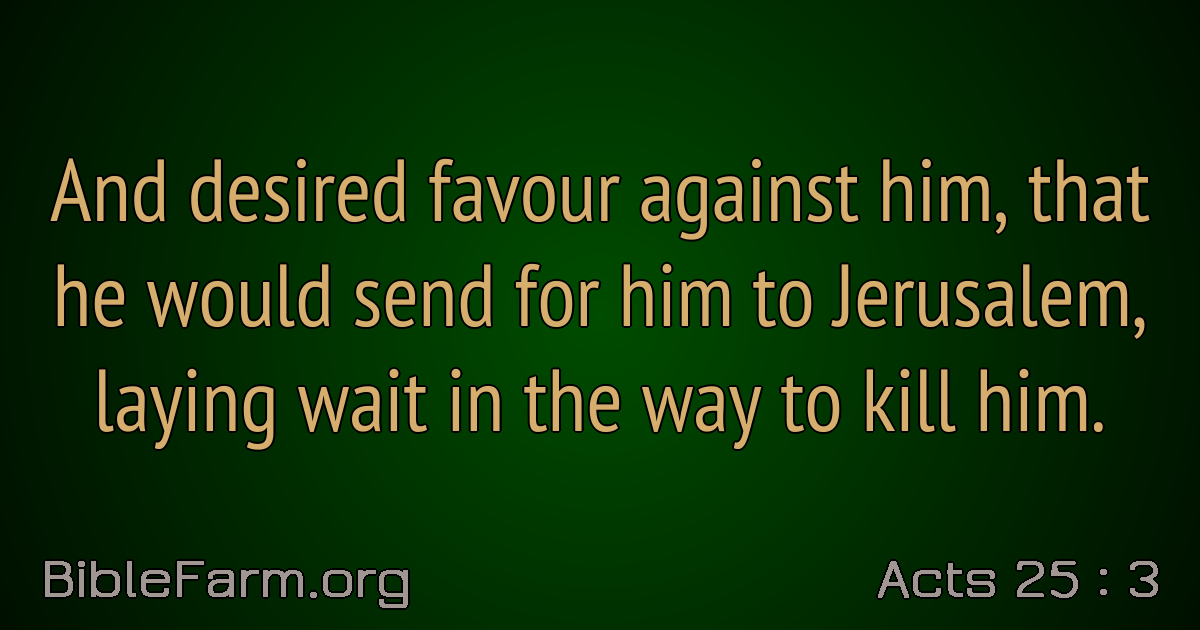 And desired favour against him, that
he would send for him to Jerusalem,
laying wait in the way to kill him.
BibleFarm.org
Acts 25 : 3